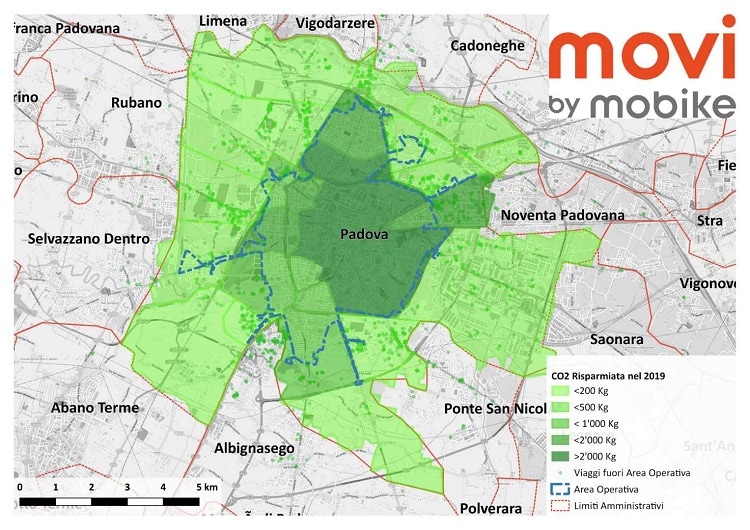 Limena
Vigodarzere
franca Padovana
Cadoneghe
movi
by mobike
Rubano
Noventa Padovana
Stra
Padova
Selvazzano Dentro
Vigonovo
Saonara
Abano Terme
Ponte San Nicol
Albignasego
Polverara
CO2 Risparmiata nel 2019
<200 Kg
<500 Kg
< 1'000 Kg
<2'000 Kg
>2'000 Kg
Viaggi fuori Area Operativa
Area Operativa
Limiti Amministrativi
Sant'An
0 1 2 3 4 5 km